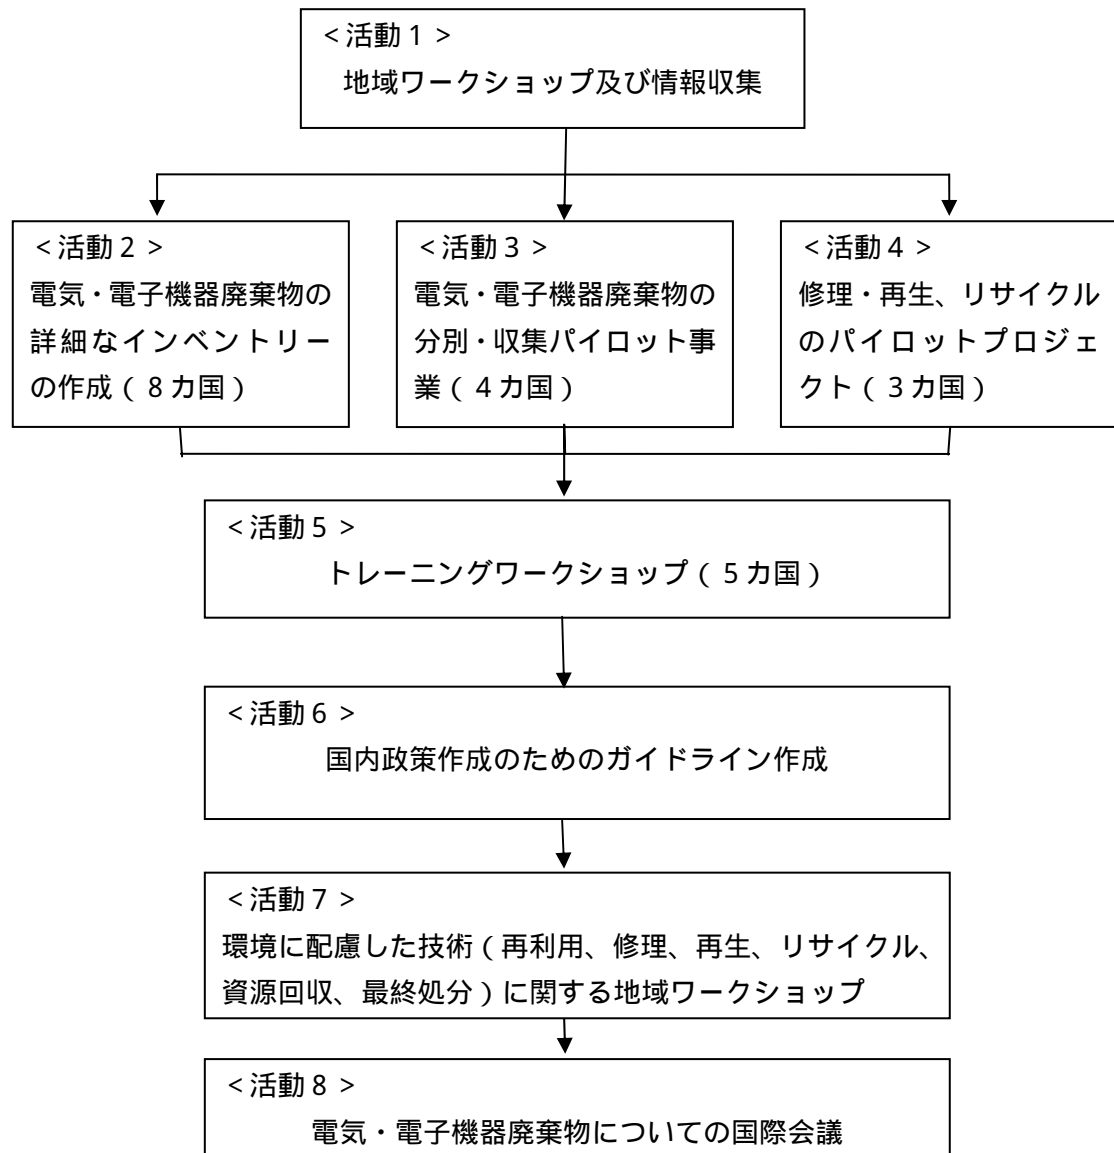 <活動1>
地域ワークショップ及び情報収集
<活動2>
電気・電子機器廃棄物の
詳細なインベントリー
の作成(8カ国)
<活動3>
電気・電子機器廃棄物の
分別・収集パイロット事
業(4カ国)
<活動4>
修理・再生、リサイクル
のパイロットプロジェ
クト(3カ国)
<活動5>
トレーニングワークショップ(5カ国)
<活動6>
国内政策作成のためのガイドライン作成
<活動7>
環境に配慮した技術(再利用、修理、再生、リサイクル、
資源回収、最終処分)に関する地域ワークショップ
<活動8>
電気・電子機器廃棄物についての国際会議